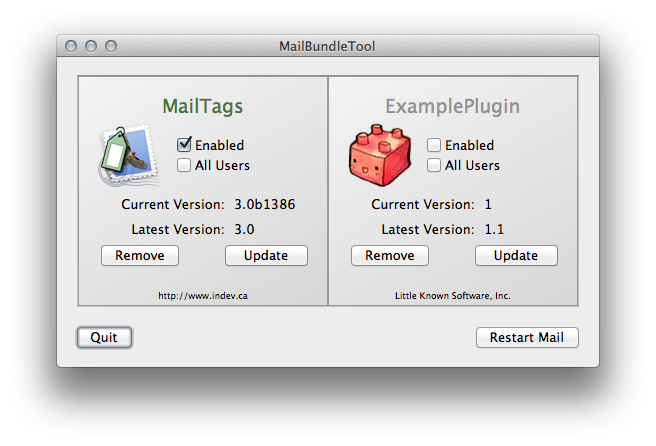 MailBundleTool
MailTags
Enabled
All Users
Current Version: 3.0b1386
Latest Version: 3.0
Remove Update
http://www.indev.ca
ExamplePlugin
Enabled
All Users
Current Version: 1
Latest Version: 1.1
Remove Update
Little Known Software, Inc.
Quit Restart Mail